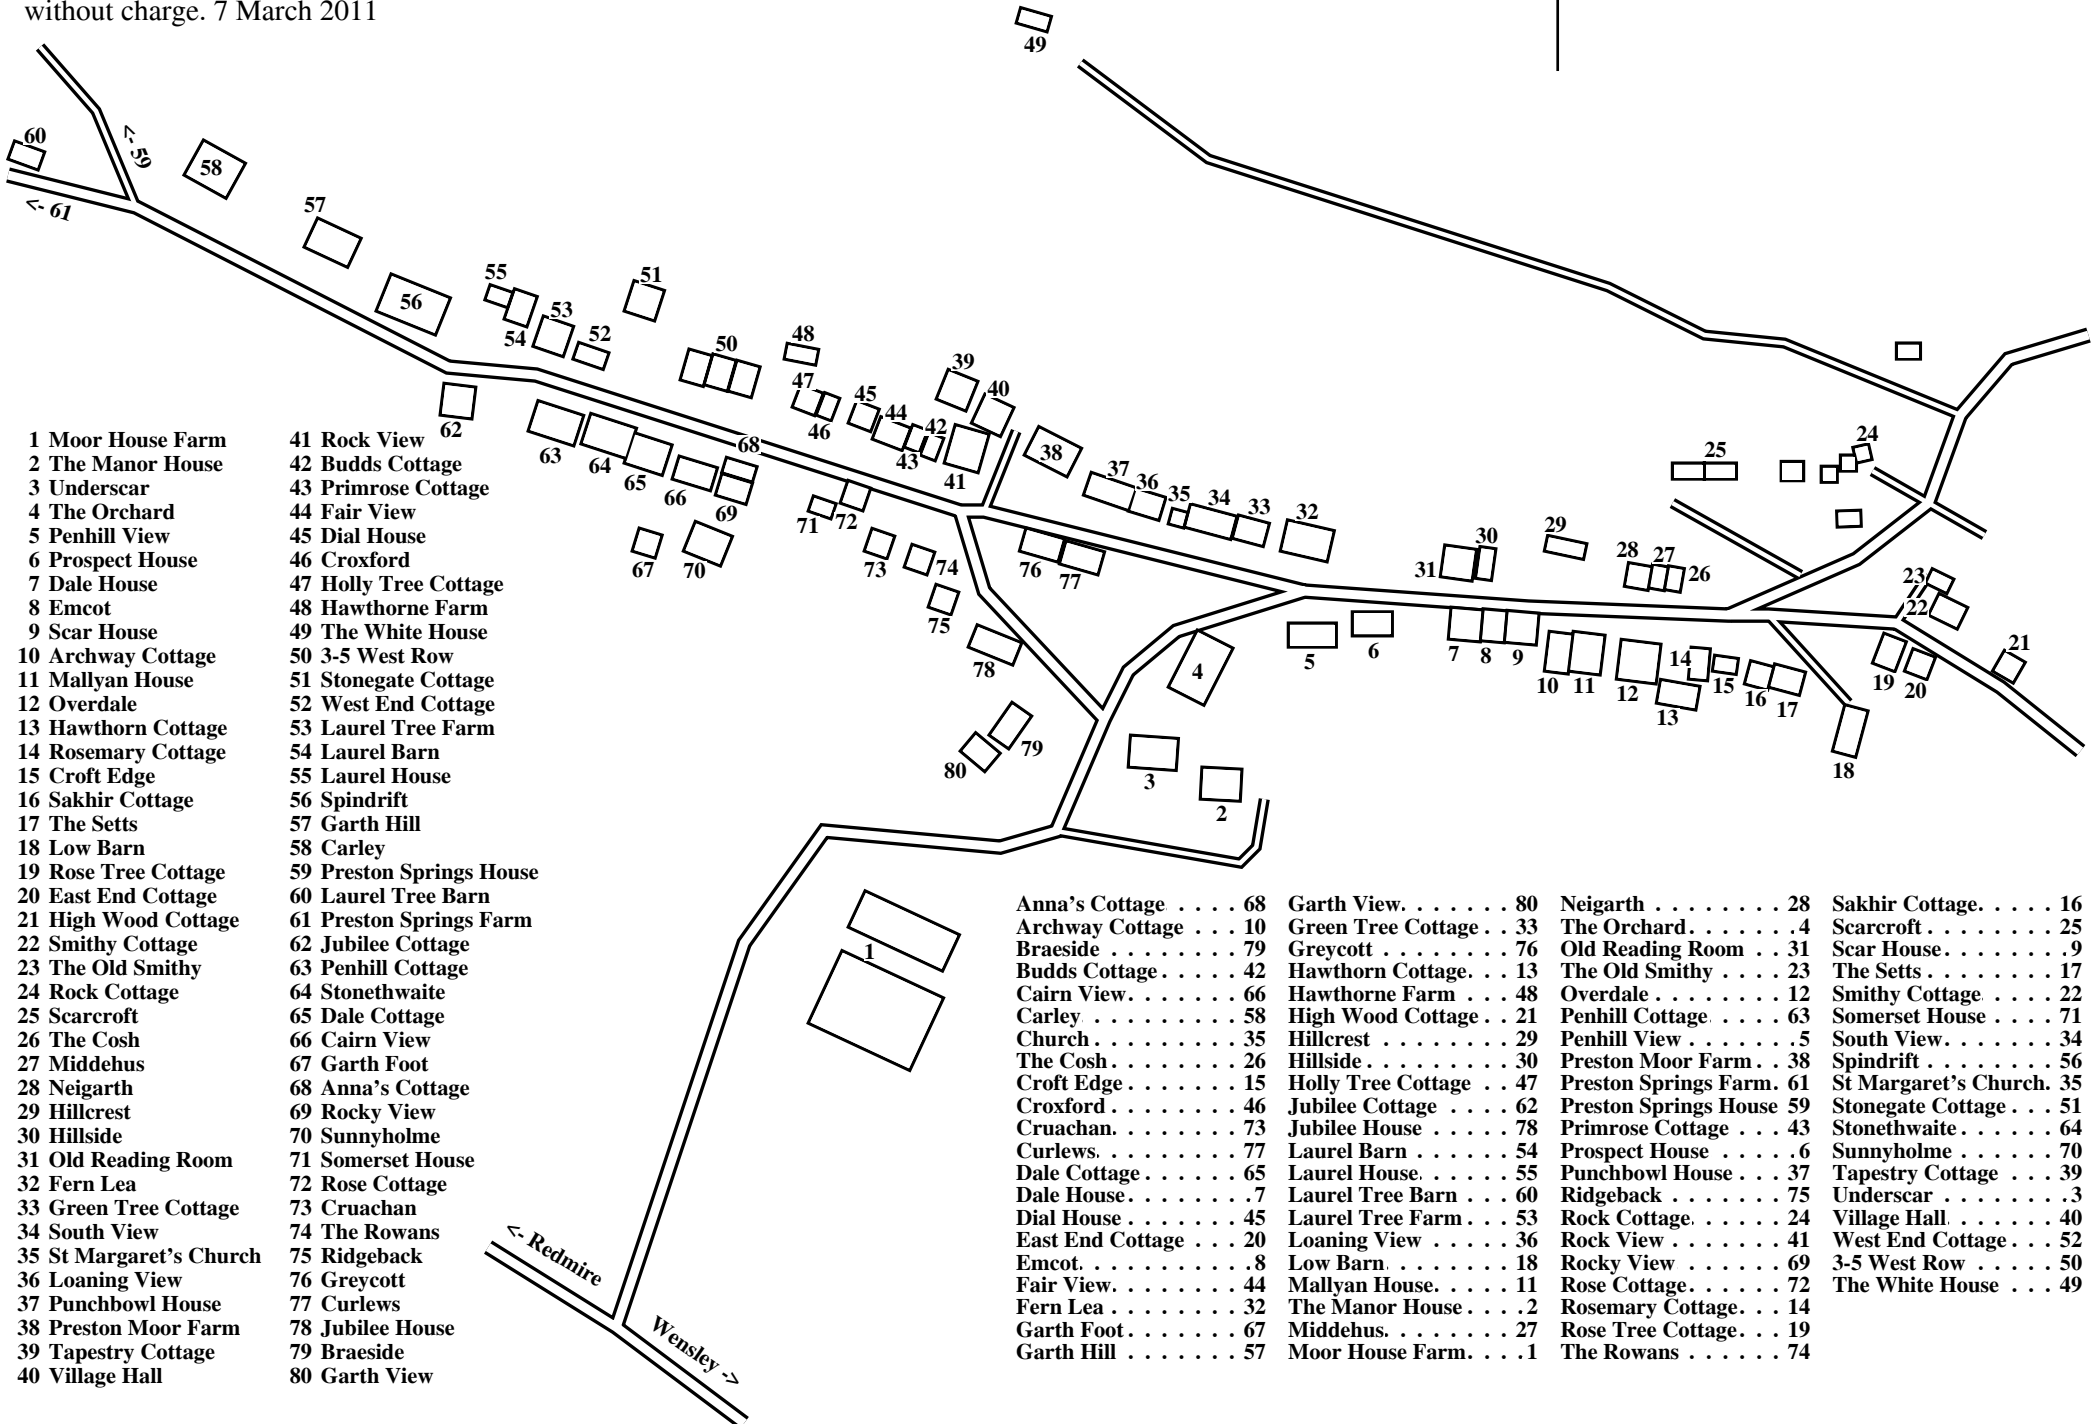 without charge. 7 March 2011
49
60
<- 59
58
<- 61
57
56
55
54
53
52
51
50
48
47
46
45
44
43
42
41
39
40
38
37
36
35
34
33
32
31
30
29
28
27
26
25
24
23
22
21
62
63
64
65
66
68
69
67
70
71
72
73
74
75
76
77
78
79
80
4
5
6
7
8
9
10
11
12
13
14
15
16
17
18
19
20
3
2
1
<- Redmire
Wensley ->
1 Moor House Farm
2 The Manor House
3 Underscar
4 The Orchard
5 Penhill View
6 Prospect House
7 Dale House
8 Emcot
9 Scar House
10 Archway Cottage
11 Mallyan House
12 Overdale
13 Hawthorn Cottage
14 Rosemary Cottage
15 Croft Edge
16 Sakhir Cottage
17 The Setts
18 Low Barn
19 Rose Tree Cottage
20 East End Cottage
21 High Wood Cottage
22 Smithy Cottage
23 The Old Smithy
24 Rock Cottage
25 Scarcroft
26 The Cosh
27 Middehus
28 Neigarth
29 Hillcrest
30 Hillside
31 Old Reading Room
32 Fern Lea
33 Green Tree Cottage
34 South View
35 St Margaret's Church
36 Loaning View
37 Punchbowl House
38 Preston Moor Farm
39 Tapestry Cottage
40 Village Hall
41 Rock View
42 Budds Cottage
43 Primrose Cottage
44 Fair View
45 Dial House
46 Croxford
47 Holly Tree Cottage
48 Hawthorne Farm
49 The White House
50 3-5 West Row
51 Stonegate Cottage
52 West End Cottage
53 Laurel Tree Farm
54 Laurel Barn
55 Laurel House
56 Spindrift
57 Garth Hill
58 Carley
59 Preston Springs House
60 Laurel Tree Barn
61 Preston Springs Farm
62 Jubilee Cottage
63 Penhill Cottage
64 Stonethwaite
65 Dale Cottage
66 Cairn View
67 Garth Foot
68 Anna's Cottage
69 Rocky View
70 Sunnyholme
71 Somerset House
72 Rose Cottage
73 Cruachan
74 The Rowans
75 Ridgeback
76 Greycott
77 Curlews
78 Jubilee House
79 Braeside
80 Garth View
Anna's Cottage . . . . 68
Archway Cottage . . . 10
Braeside . . . . . . . . 79
Budds Cottage . . . . . 42
Cairn View. . . . . . . 66
Carley . . . . . . . . . 58
Church . . . . . . . . . 35
The Cosh . . . . . . . . 26
Croft Edge . . . . . . . 15
Croxford . . . . . . . . 46
Cruachan. . . . . . . . 73
Curlews. . . . . . . . . 77
Dale Cottage . . . . . . 65
Dale House . . . . . . . 7
Dial House . . . . . . . 45
East End Cottage . . . 20
Emcot. . . . . . . . . . 8
Fair View. . . . . . . . 44
Fern Lea . . . . . . . . 32
Garth Foot . . . . . . . 67
Garth Hill . . . . . . . 57
Garth View. . . . . . . 80
Green Tree Cottage . . 33
Greycott . . . . . . . . 76
Hawthorn Cottage. . . 13
Hawthorne Farm . . . 48
High Wood Cottage . . 21
Hillcrest . . . . . . . . 29
Hillside . . . . . . . . . 30
Holly Tree Cottage . . 47
Jubilee Cottage . . . . 62
Jubilee House . . . . . 78
Laurel Barn . . . . . . 54
Laurel House. . . . . . 55
Laurel Tree Barn . . . 60
Laurel Tree Farm . . . 53
Loaning View . . . . . 36
Low Barn. . . . . . . . 18
Mallyan House. . . . . 11
The Manor House . . . . 2
Middehus. . . . . . . . 27
Moor House Farm. . . . 1
Neigarth . . . . . . . . 28
The Orchard. . . . . . . 4
Old Reading Room . . 31
The Old Smithy . . . . 23
Overdale . . . . . . . . 12
Penhill Cottage. . . . . 63
Penhill View . . . . . . 5
Preston Moor Farm . . 38
Preston Springs Farm. 61
Preston Springs House 59
Primrose Cottage . . . 43
Prospect House . . . . . 6
Punchbowl House . . . 37
Ridgeback . . . . . . . 75
Rock Cottage. . . . . . 24
Rock View . . . . . . . 41
Rocky View . . . . . . 69
Rose Cottage. . . . . . 72
Rosemary Cottage. . . 14
Rose Tree Cottage. . . 19
The Rowans . . . . . . 74
Sakhir Cottage. . . . . 16
Scarcroft . . . . . . . . 25
Scar House . . . . . . . . 9
The Setts . . . . . . . . 17
Smithy Cottage . . . . 22
Somerset House . . . . 71
South View. . . . . . . 34
Spindrift . . . . . . . . 56
St Margaret's Church. 35
Stonegate Cottage . . . 51
Stonethwaite . . . . . . 64
Sunnyholme . . . . . . 70
Tapestry Cottage . . . 39
Underscar . . . . . . . . 3
Village Hall. . . . . . . 40
West End Cottage . . . 52
3-5 West Row . . . . . 50
The White House . . . 49